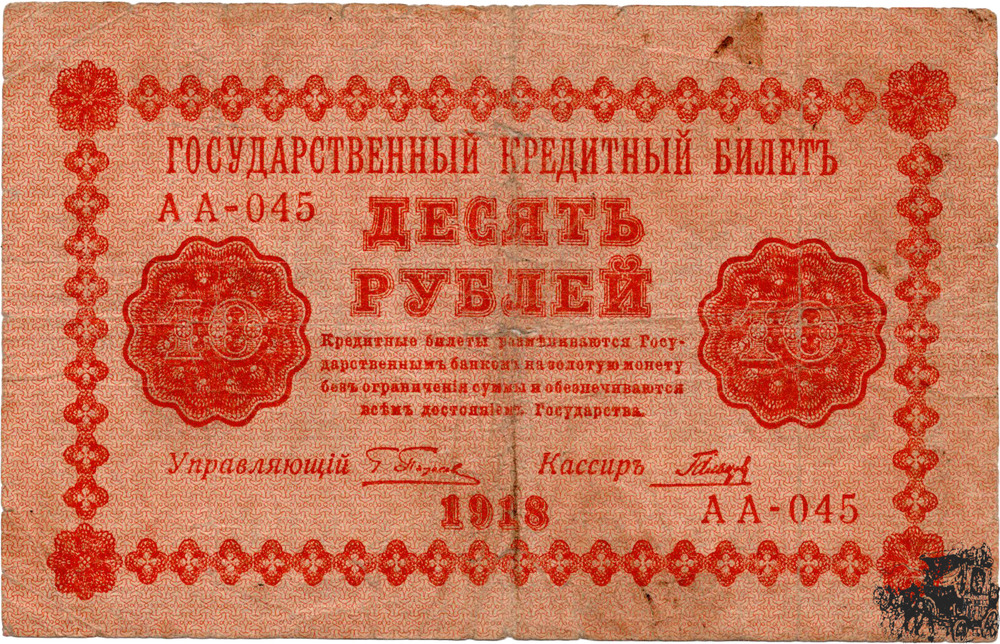 ГОСУДАРСТВЕННЫЙ КРЕДИТНЫЙ БИЛЕТЪ
АА-045
ДЕСЯТЬ
РУБЛЕЙ
10
10
Кредитные билеты размѣниваются Госу-
дарственнымъ банкомъ на золотую монету
безъ ограниченія суммы и обезпечиваются
всѣмъ достояніемъ Государства.
Управляющій
Кассиръ
1918
АА-045